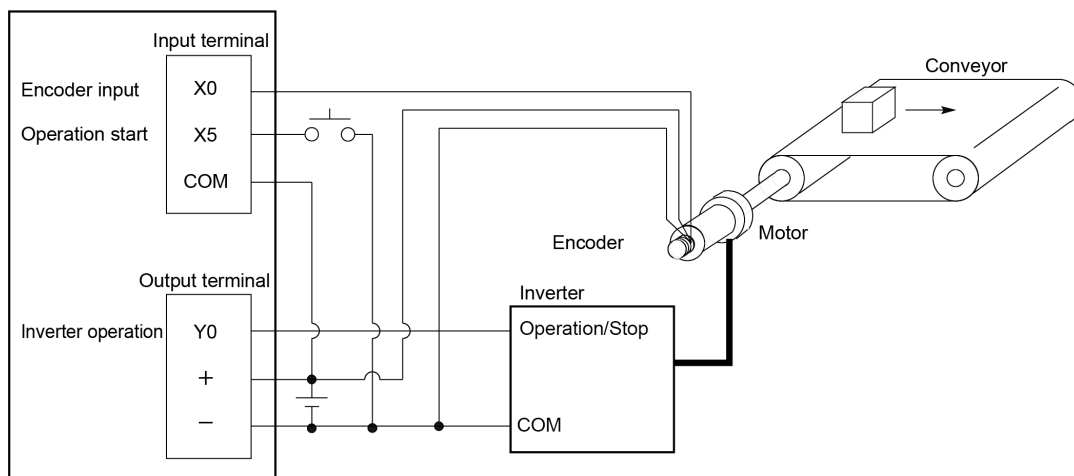 Input terminal
Encoder input
X0
Operation start
X5
COM
Output terminal
Inverter operation
Y0
+
−
Encoder
Inverter
Operation/Stop
COM
Motor
Conveyor